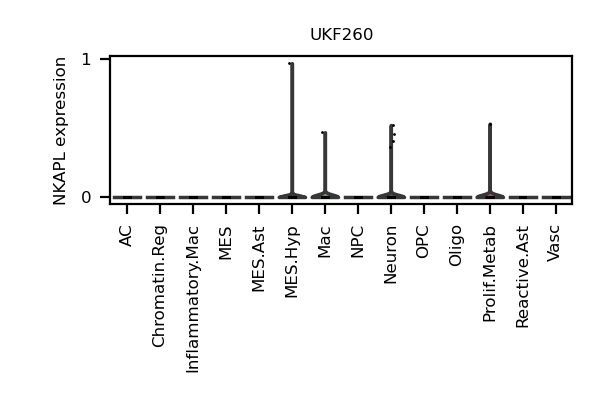 UKF260
NKAPL expression
1
0
AC
Chromatin.Reg
Inflammatory.Mac
MES
MES.Ast
MES.Hyp
Mac
NPC
Neuron
OPC
Oligo
Prolif.Metab
Reactive.Ast
Vasc